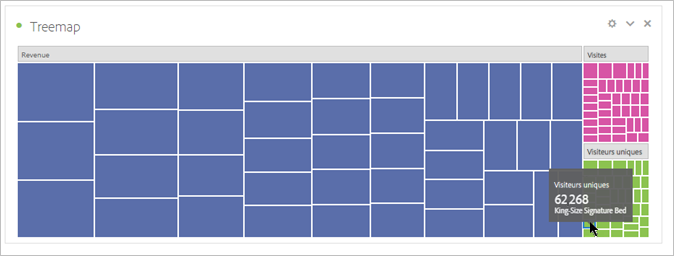 Treemap
Revenue
Visites
Visiteurs uniques
Visiteurs uniques
62 268
King-Size Signature Bed